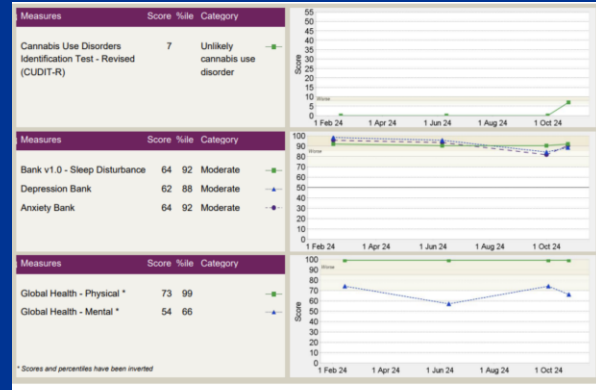 Measures Score %ile Category
Cannabis Use Disorders 7 Unlikely
Identification Test - Revised cannabis use
(CUDIT-R) disorder
55
50
45
40
35
30
25
20
15
10
5
0
Score
Worse
1 Feb 24 1 Apr 24 1 Jun 24 1 Aug 24 1 Oct 24
Measures Score %ile Category
Bank v1.0 - Sleep Disturbance 64 92 Moderate
Depression Bank 62 88 Moderate
Anxiety Bank 64 92 Moderate
100
90
80
70
60
50
40
30
20
10
0
Worse
1 Feb 24 1 Apr 24 1 Jun 24 1 Aug 24 1 Oct 24
Measures Score %ile Category
Global Health - Physical * 73 99
Global Health - Mental * 54 66
* Scores and percentiles have been inverted
100
90
80
70
60
50
40
30
20
10
0
Score
Worse
1 Feb 24 1 Apr 24 1 Jun 24 1 Aug 24 1 Oct 24